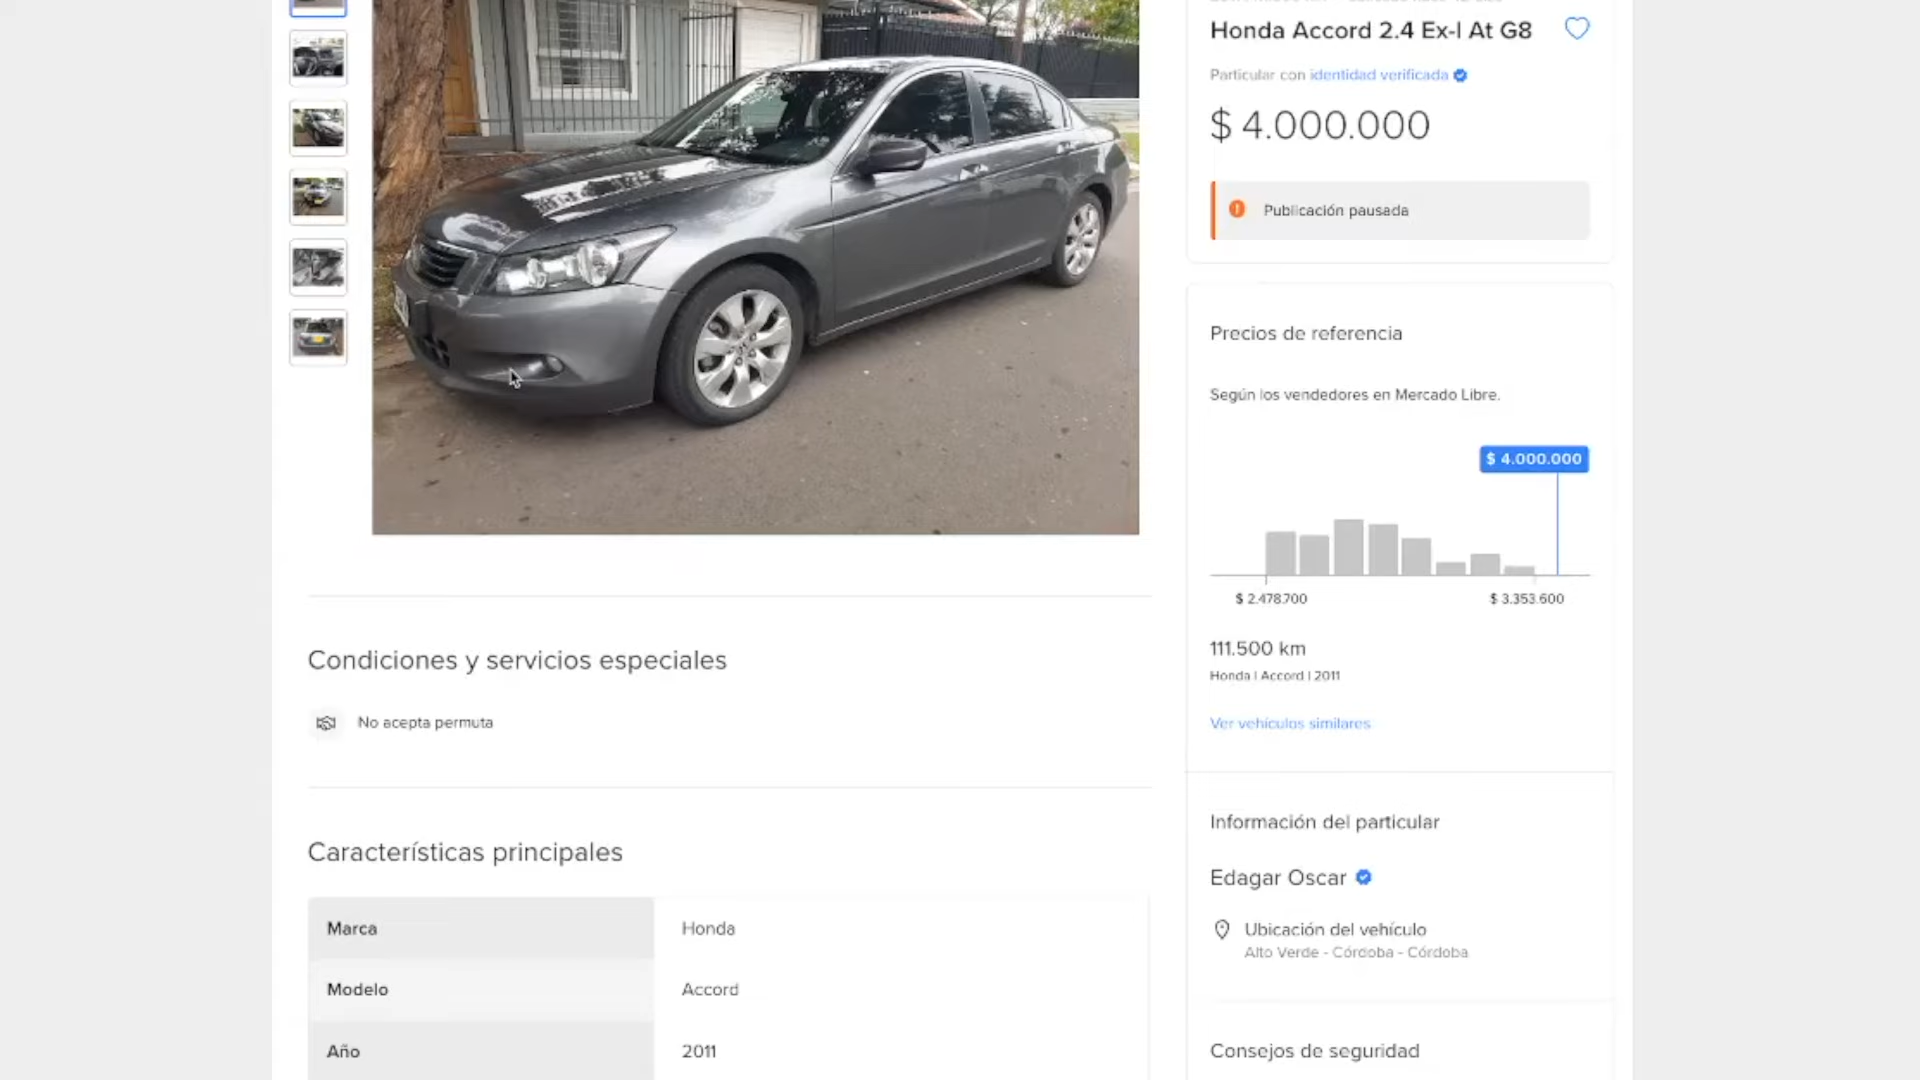 Honda Accord 2.4 Ex-l At G8
Particular con identidad verificada
$ 4.000.000
Publicación pausada
Precios de referencia
Según los vendedores en Mercado Libre.
$ 4.000.000
$ 2.478.700
$ 3.353.600
111.500 km
Honda | Accord | 2011
Ver vehículos similares
Información del particular
Edagar Oscar
Ubicación del vehículo
Alto Verde - Córdoba - Córdoba
Consejos de seguridad
Condiciones y servicios especiales
No acepta permuta
Características principales
Marca Honda
Modelo Accord
Año 2011